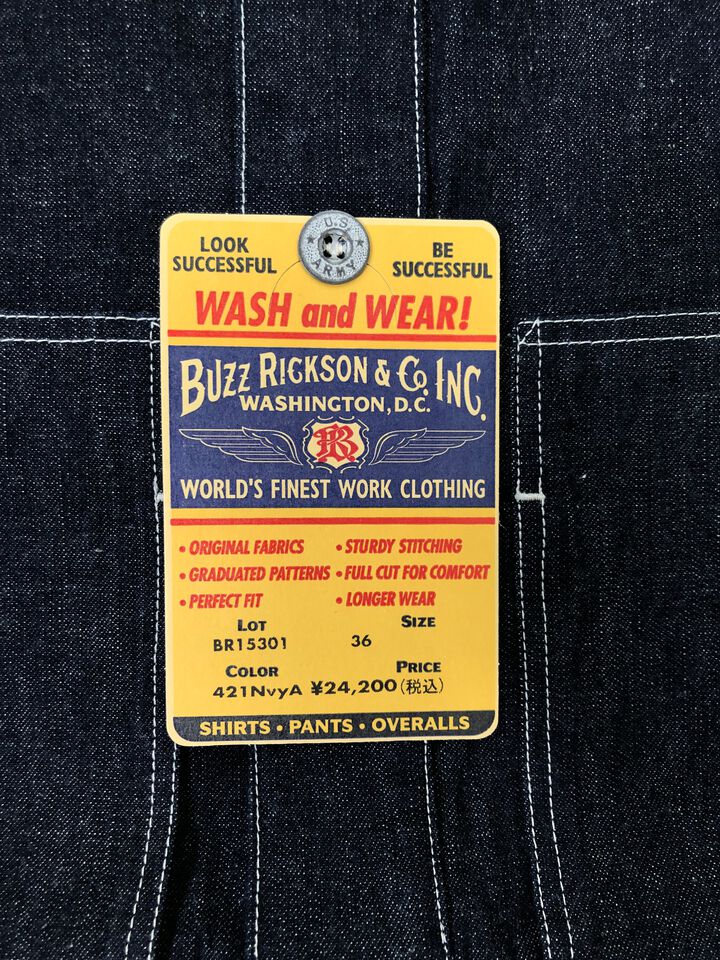 U.S.
ARMY
LOOK
SUCCESSFUL
BE
SUCCESSFUL
WASH and WEAR!
BUZZ RICKSON & Co. INC.
WASHINGTON, D.C.
BR
WORLD'S FINEST WORK CLOTHING
• ORIGINAL FABRICS • STURDY STITCHING
• GRADUATED PATTERNS • FULL CUT FOR COMFORT
• PERFECT FIT • LONGER WEAR
LOT SIZE
BR15301 36
COLOR PRICE
421NvyA ¥24,200(税込)
SHIRTS • PANTS • OVERALLS